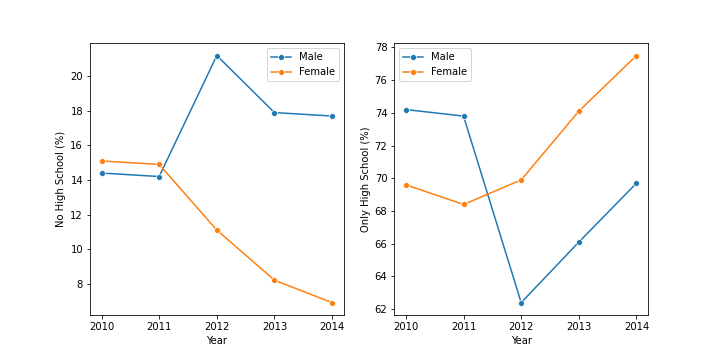 No High School (%)
20
18
16
14
12
10
8
Male
Female
2010 2011 2012 2013 2014
Year
Only High School (%)
78
76
74
72
70
68
66
64
62
Male
Female
2010 2011 2012 2013 2014
Year